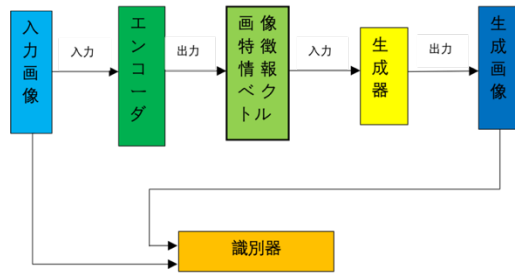 入力画像
入力
エンコーダ
出力
画像
特徴
情報
ベク
トル
入力
生成器
出力
生成画像
識別器